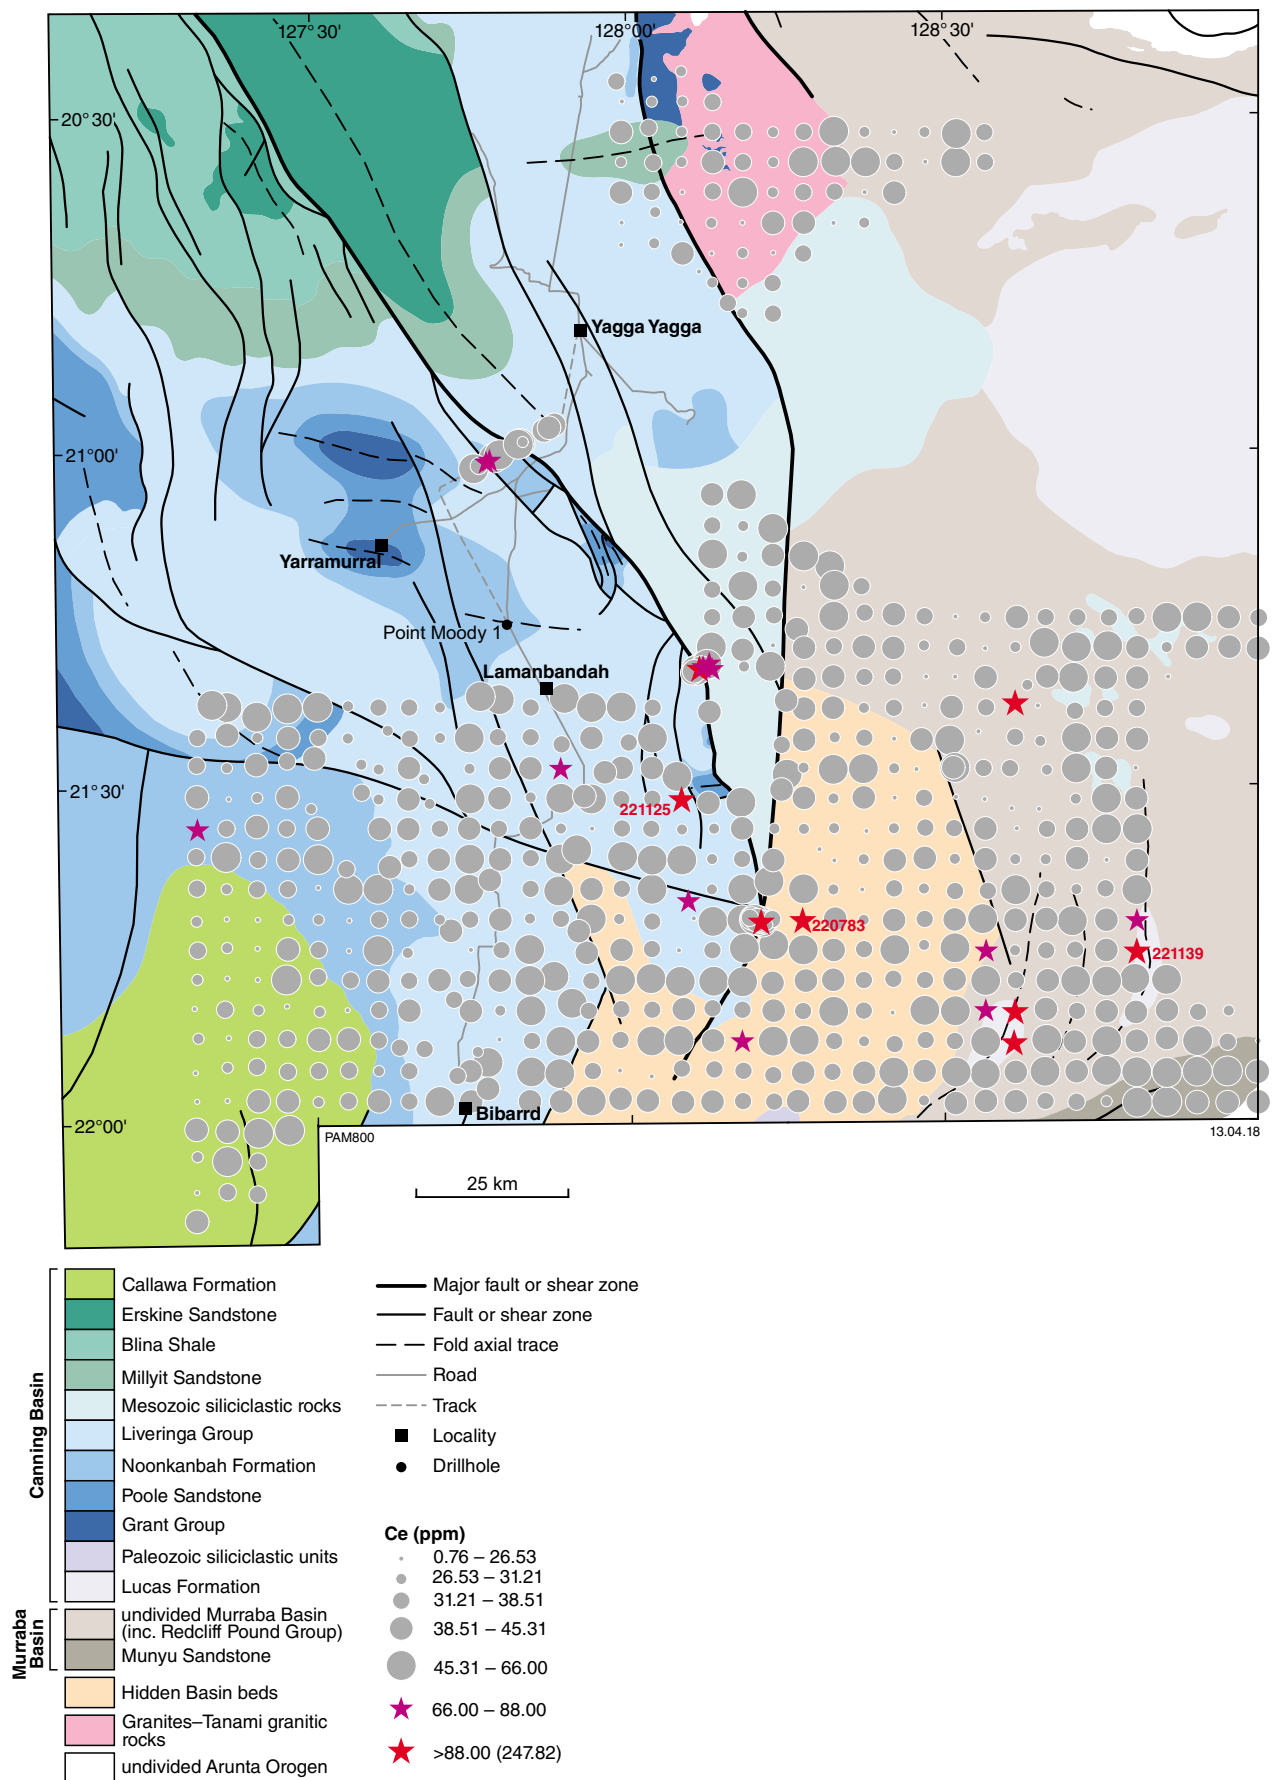 127°30'
128°00'
128°30'
20°30'
Yagga Yagga
21°00'
Yarramurral
Point Moody 1
Lamanbandah
21°30'
221125
220783
221139
Bibarrd
22°00'
PAM800
13.04.18
25 km
Canning Basin
Callawa Formation
Erskine Sandstone
Blina Shale
Millyit Sandstone
Mesozoic siliciclastic rocks
Liveringa Group
Noonkanbah Formation
Poole Sandstone
Grant Group
Paleozoic siliciclastic units
Lucas Formation
Murraba
Basin
undivided Murraba Basin
(inc. Redcliff Pound Group)
Munyu Sandstone
Hidden Basin beds
Granites–Tanami granitic
rocks
undivided Arunta Orogen
Major fault or shear zone
Fault or shear zone
Fold axial trace
Road
Track
Locality
Drillhole
Ce (ppm)
0.76 – 26.53
26.53 – 31.21
31.21 – 38.51
38.51 – 45.31
45.31 – 66.00
66.00 – 88.00
>88.00 (247.82)